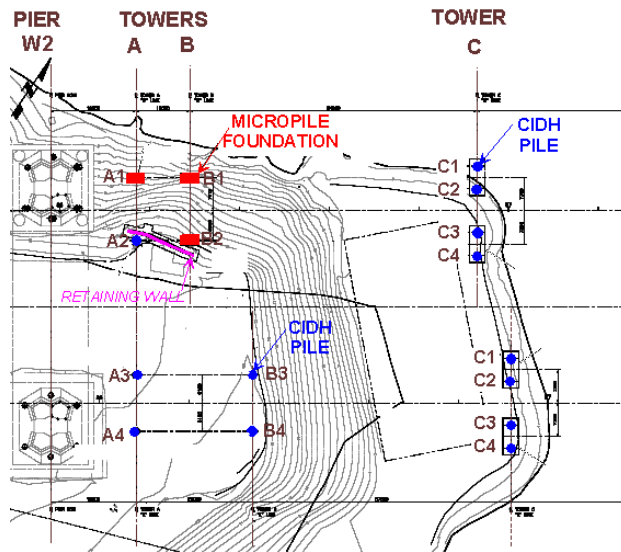 PIER
W2
TOWERS
A
B
TOWER
C
MICROPILE
FOUNDATION
CIDH
PILE
A1
B1
C1
C2
A2
B2
C3
C4
RETAINING WALL
CIDH
PILE
A3
B3
C1
C2
A4
B4
C3
C4